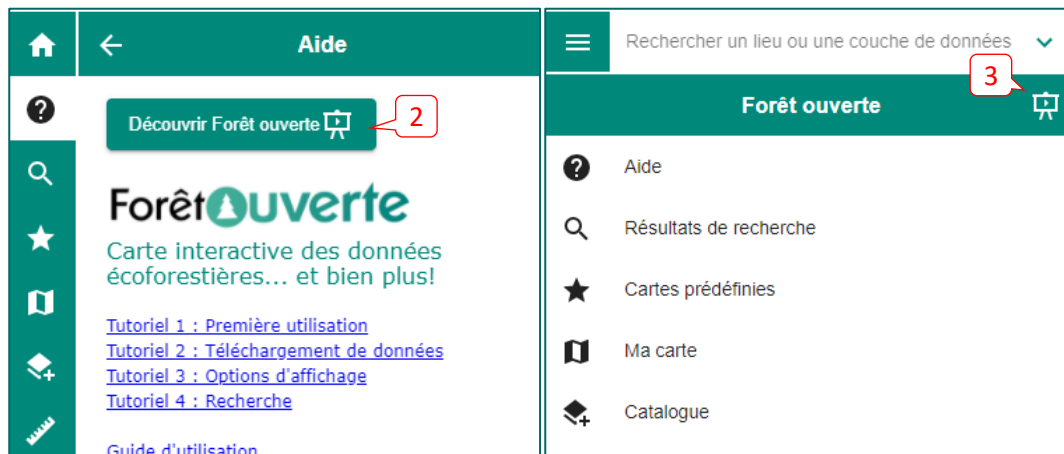 Aide
Découvrir Forêt ouverte
2
ForêtOuverte
Carte interactive des données
écoforestières... et bien plus!
Tutoriel 1 : Première utilisation
Tutoriel 2 : Téléchargement de données
Tutoriel 3 : Options d'affichage
Tutoriel 4 : Recherche
Guide d'utilisation
Rechercher un lieu ou une couche de données
3
Forêt ouverte
Aide
Résultats de recherche
Cartes prédéfinies
Ma carte
Catalogue